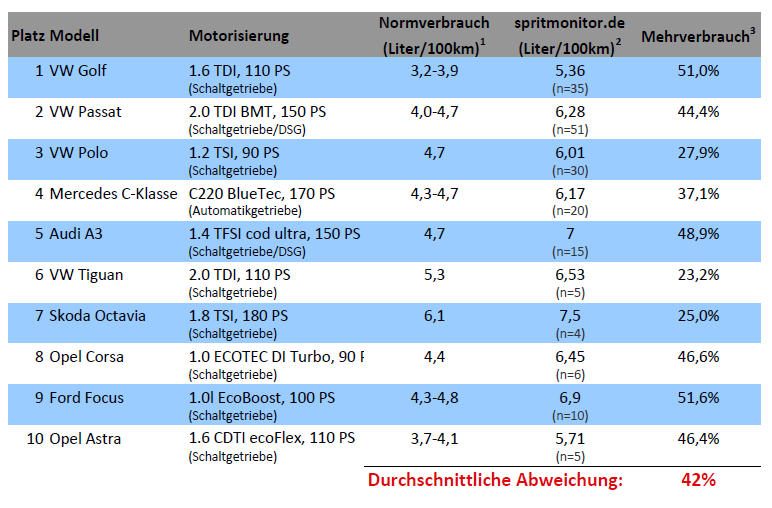 Platz Modell Motorisierung Normverbrauch (Liter/100km)1 spritmonitor.de (Liter/100km)2 Mehrverbrauch3
1 VW Golf 1.6 TDI, 110 PS 3,2-3,9 5,36 51,0%
(Schaltgetriebe) (n=35)
2 VW Passat 2.0 TDI BMT, 150 PS 4,0-4,7 6,28 44,4%
(Schaltgetriebe/DSG) (n=51)
3 VW Polo 1.2 TSI, 90 PS 4,7 6,01 27,9%
(Schaltgetriebe) (n=30)
4 Mercedes C-Klasse C220 BlueTec, 170 PS 4,3-4,7 6,17 37,1%
(Automatikgetriebe) (n=20)
5 Audi A3 1.4 TFSI cod ultra, 150 PS 4,7 7 48,9%
(Schaltgetriebe/DSG) (n=15)
6 VW Tiguan 2.0 TDI, 110 PS 5,3 6,53 23,2%
(Schaltgetriebe) (n=5)
7 Skoda Octavia 1.8 TSI, 180 PS 6,1 7,5 25,0%
(Schaltgetriebe) (n=4)
8 Opel Corsa 1.0 ECOTEC DI Turbo, 90 P 4,4 6,45 46,6%
(Schaltgetriebe) (n=6)
9 Ford Focus 1.0l EcoBoost, 100 PS 4,3-4,8 6,9 51,6%
(Schaltgetriebe) (n=10)
10 Opel Astra 1.6 CDTI ecoFlex, 110 PS 3,7-4,1 5,71 46,4%
(Schaltgetriebe) (n=5)
Durchschnittliche Abweichung: 42%